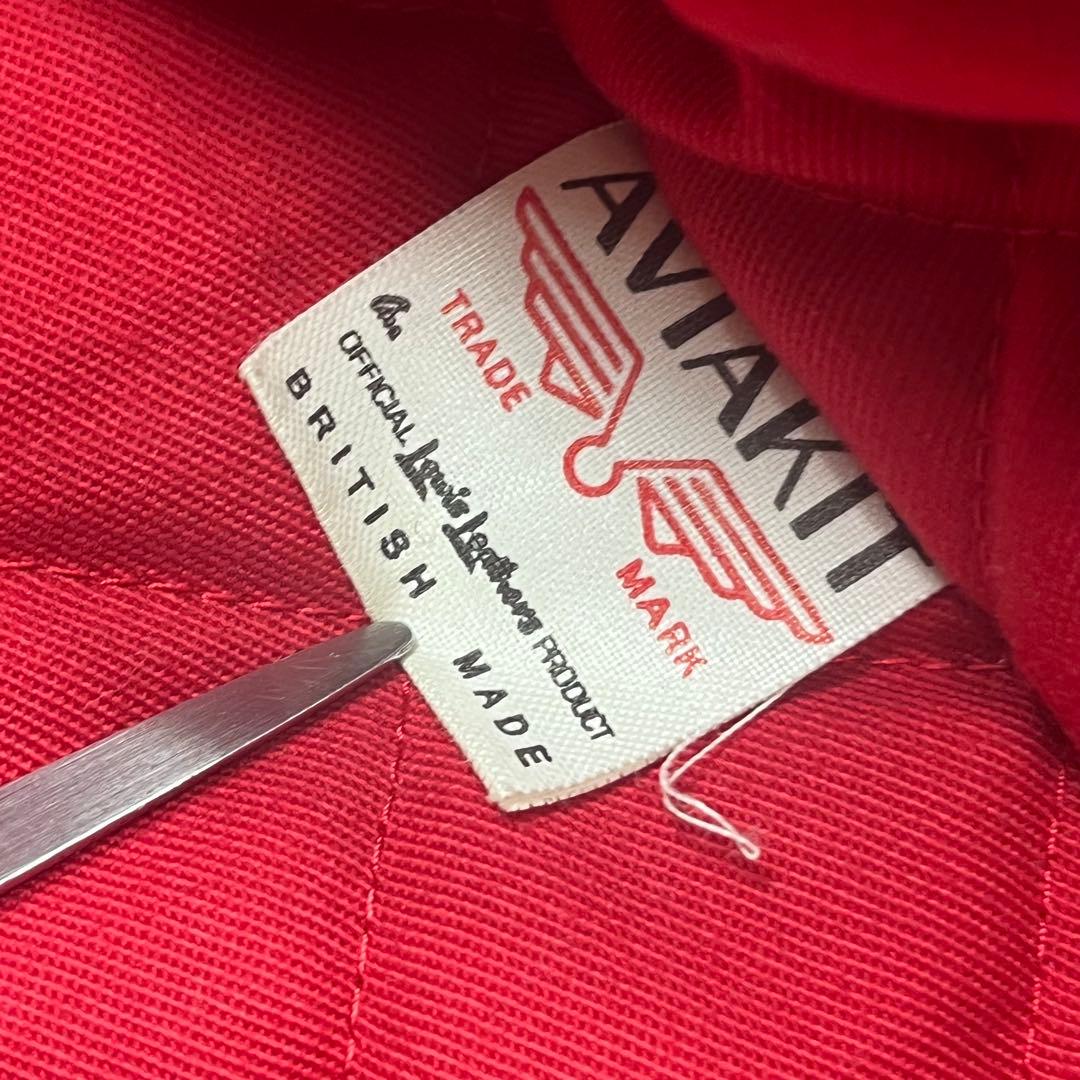 AVIAKIT
TRADE MARK
An
OFFICIAL Lewis Leathers PRODUCT
BRITISH MADE